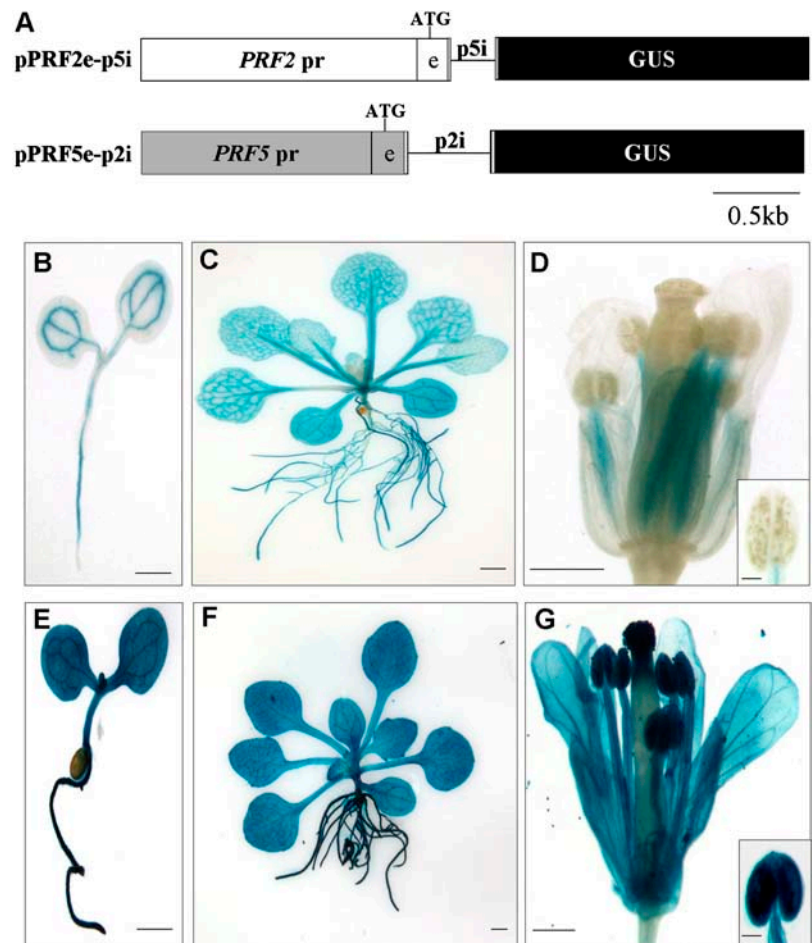 A
ATG
pPRF2e-p5i
PRF2 pr
e
p5i
GUS
ATG
pPRF5e-p2i
PRF5 pr
e
p2i
GUS
0.5kb
B
C
D
E
F
G